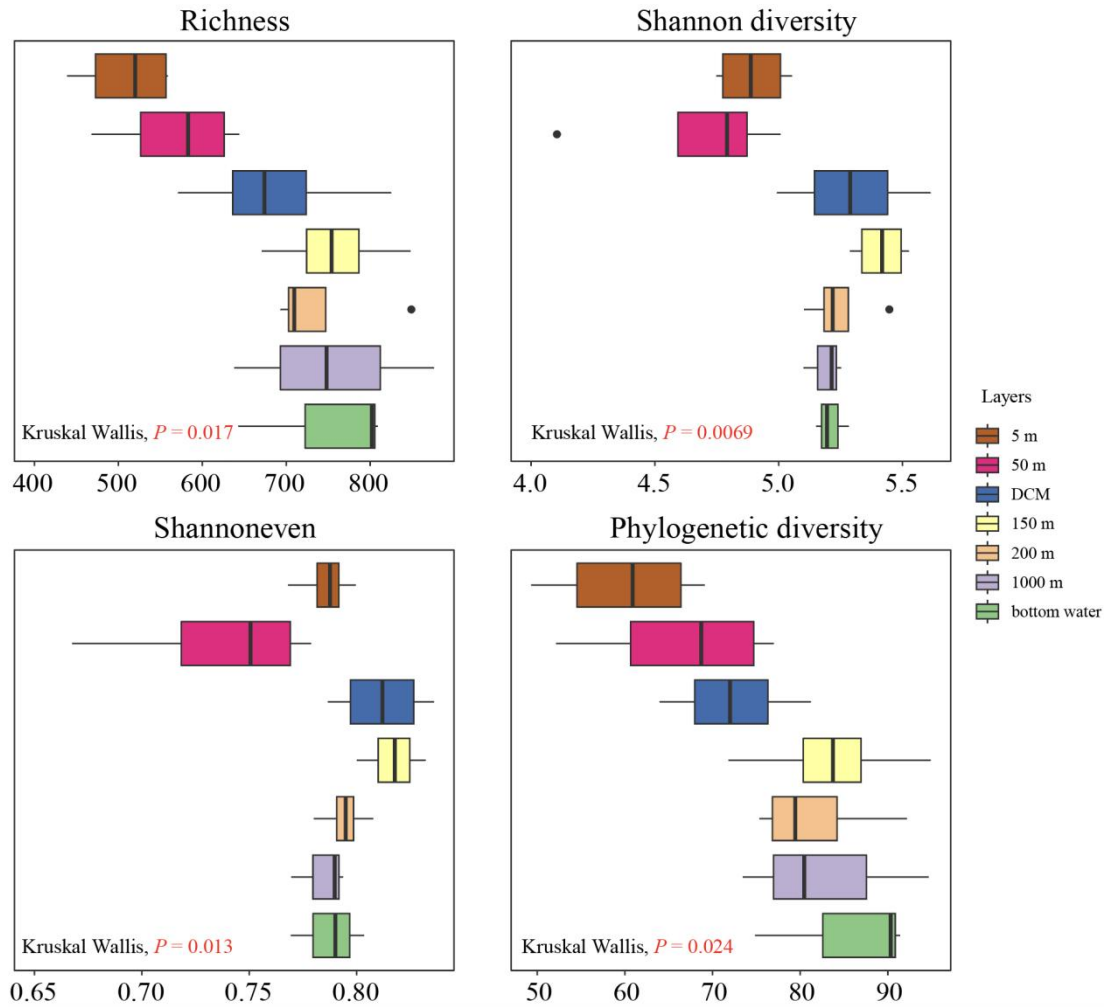 Richness
Shannon diversity
Kruskal Wallis, P = 0.017
Kruskal Wallis, P = 0.0069
400 500 600 700 800
4.0 4.5 5.0 5.5
Shannoneven
Phylogenetic diversity
Kruskal Wallis, P = 0.013
Kruskal Wallis, P = 0.024
0.65 0.70 0.75 0.80
50 60 70 80 90
Layers
5 m
50 m
DCM
150 m
200 m
1000 m
bottom water